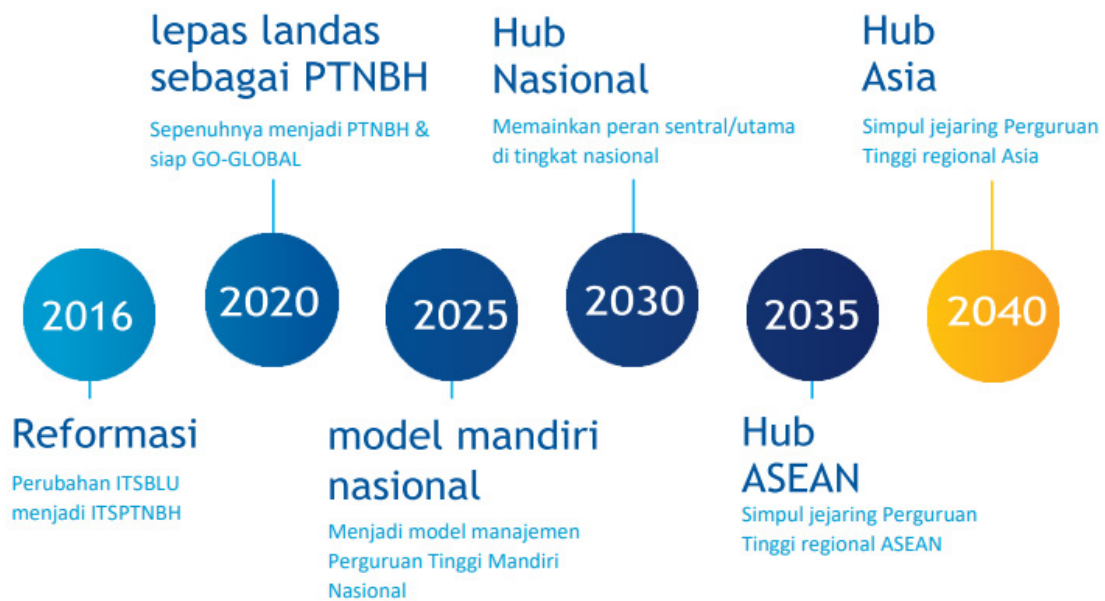 lepas landas
sebagai PTNBH
Sepenuhnya menjadi PTNBH &
siap GO-GLOBAL
Hub
Nasional
Memainkan peran sentral/utama
di tingkat nasional
Hub
Asia
Simpul jejaring Perguruan
Tinggi regional Asia
2016
2020
2025
2030
2035
2040
Reformasi
Perubahan ITSBLU
menjadi ITSPTNBH
model mandiri
nasional
Menjadi model manajemen
Perguruan Tinggi Mandiri
Nasional
Hub
ASEAN
Simpul jejaring Perguruan
Tinggi regional ASEAN